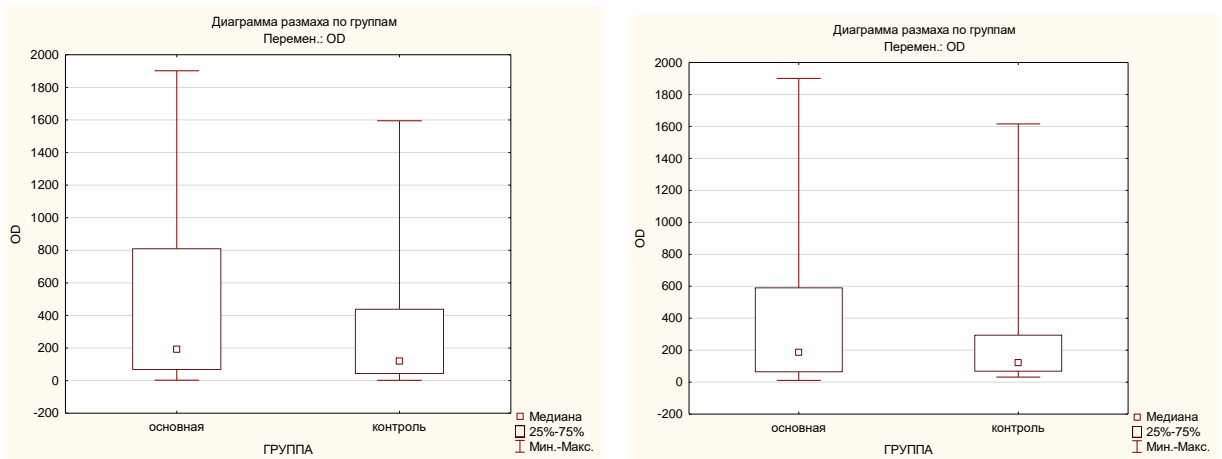 Диаграмма размаха по группам
Перемен.: OD
2000
1800
1600
1400
1200
1000
800
600
400
200
0
-200
OD
основная
контроль
ГРУППА
Медиана
25%-75%
Мин.-Макс.
Диаграмма размаха по группам
Перемен.: OD
2000
1800
1600
1400
1200
1000
800
600
400
200
0
-200
OD
основная
контроль
ГРУППА
Медиана
25%-75%
Мин.-Макс.